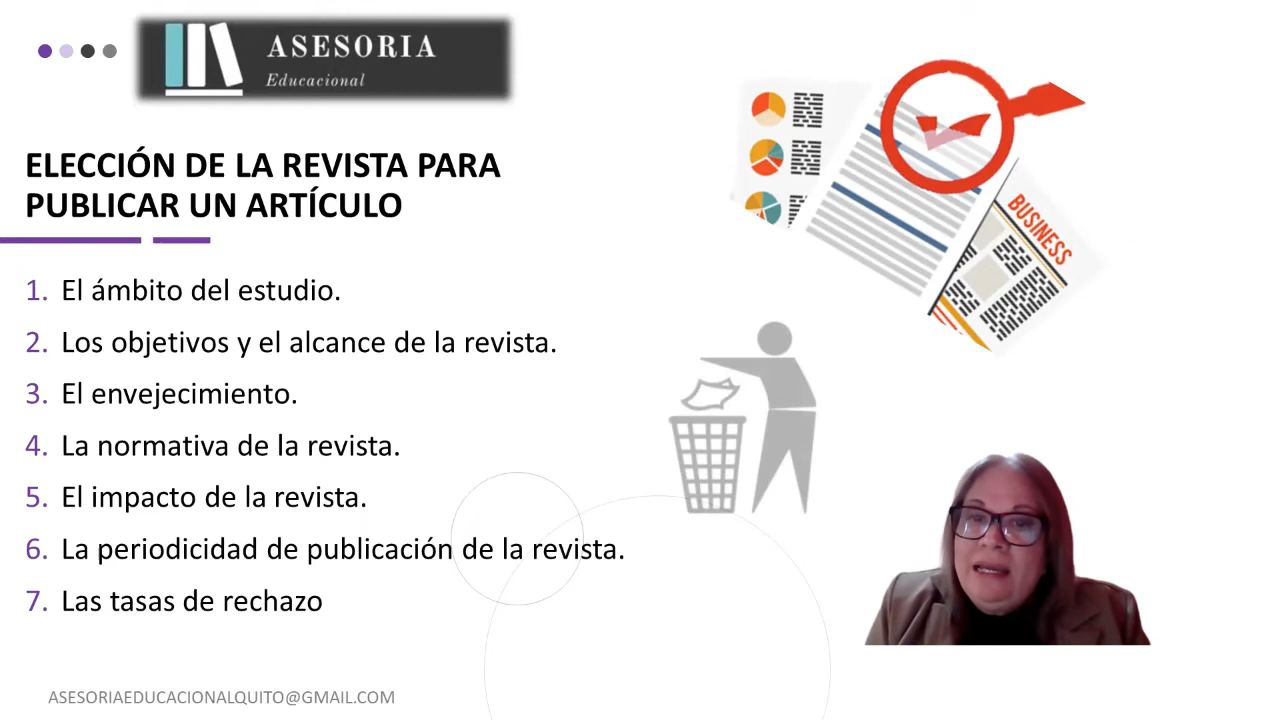 ASESORIA
Educacional
ELECCIÓN DE LA REVISTA PARA
PUBLICAR UN ARTÍCULO
1. El ámbito del estudio.
2. Los objetivos y el alcance de la revista.
3. El envejecimiento.
4. La normativa de la revista.
5. El impacto de la revista.
6. La periodicidad de publicación de la revista.
7. Las tasas de rechazo
BUSINESS
ASESORIAEDUCACIONALQUITO@GMAIL.COM